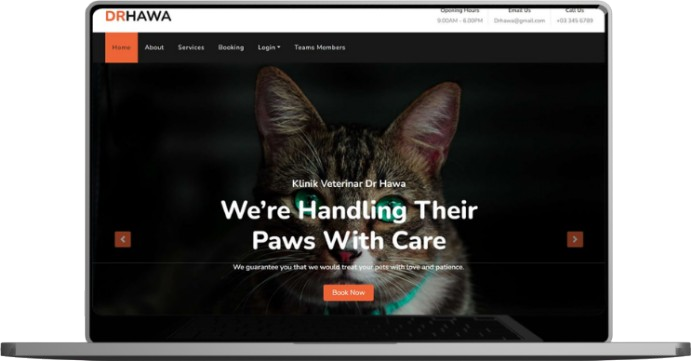 DRHAWA
Opening Hours
9:00AM - 6.00PM
Email Us
Drhawa@gmail.com
Call Us
+03 345 6789
Home About Services Booking Login Teams Members
Klinik Veterinar Dr Hawa
We're Handling Their
Paws With Care
We guarantee you that we would treat your pets with love and patience.
Book Now